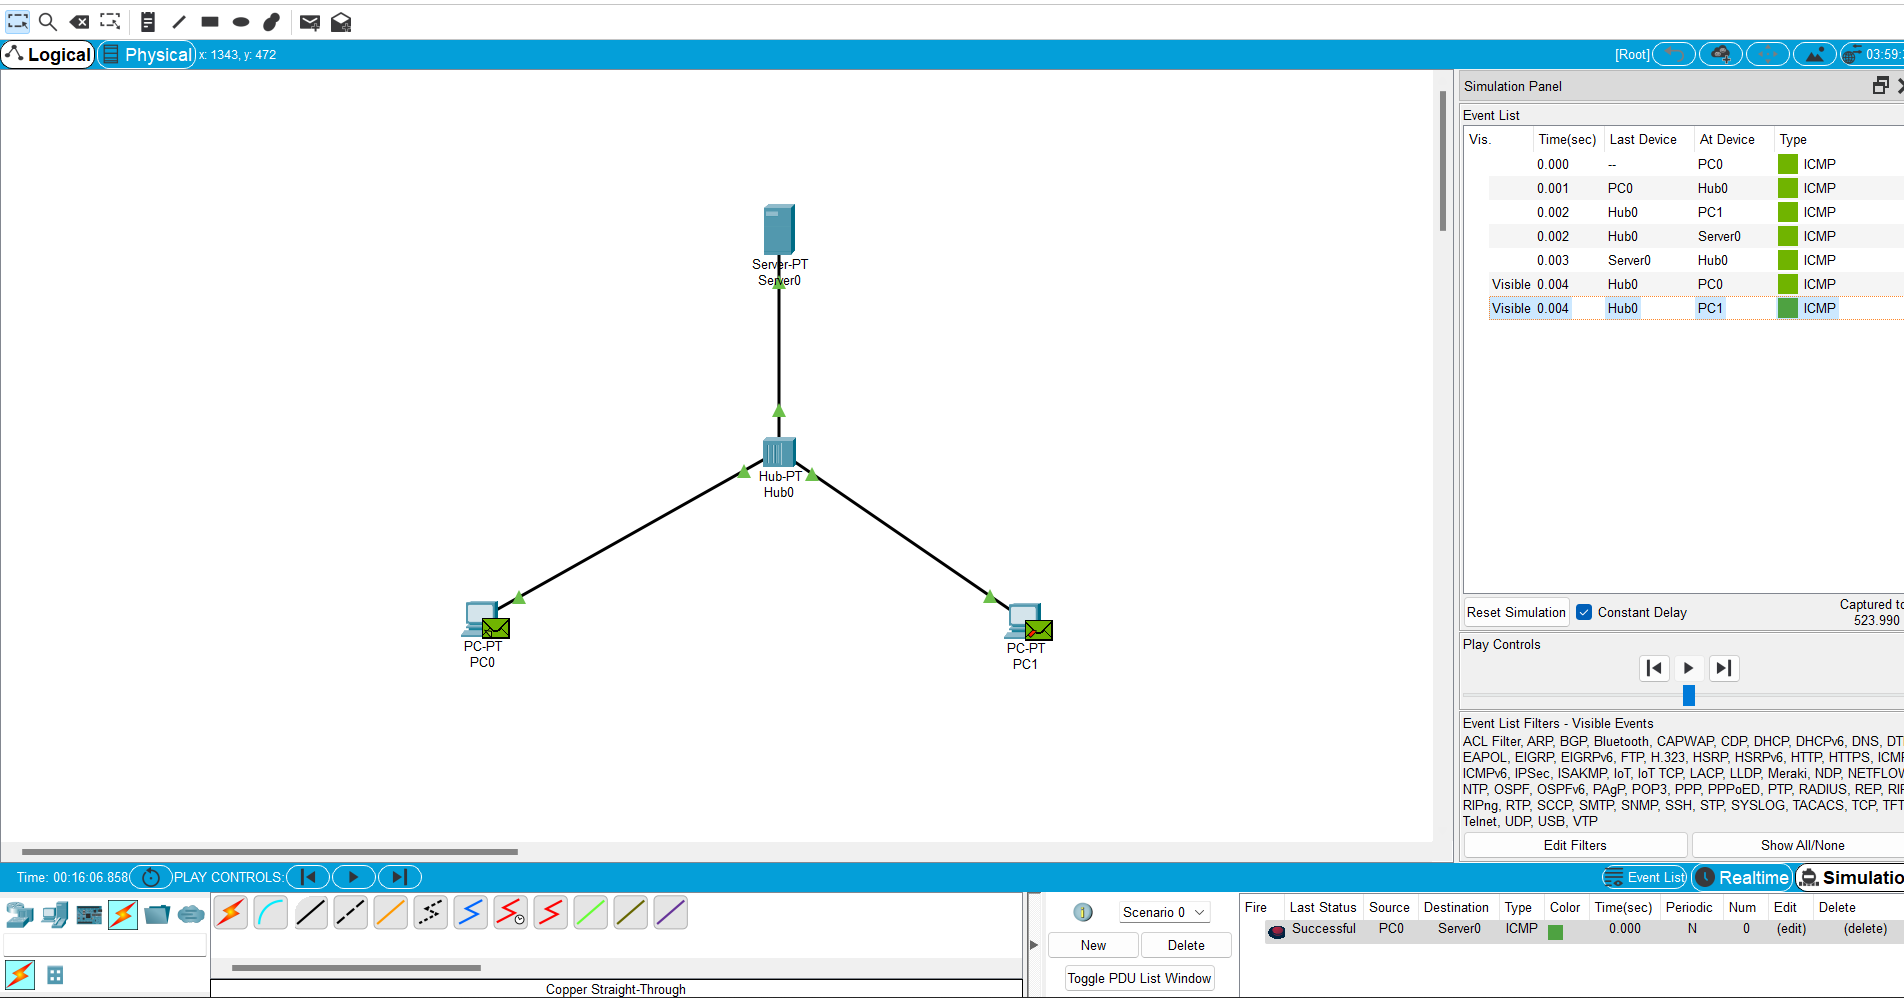 Logical
Physical x: 1343, y: 472
[Root]
03:59:
Simulation Panel
Event List
Vis. Time(sec) Last Device At Device Type
0.000 -- PC0 ICMP
0.001 PC0 Hub0 ICMP
0.002 Hub0 PC1 ICMP
0.002 Hub0 Server0 ICMP
0.003 Server0 Hub0 ICMP
Visible 0.004 Hub0 PC0 ICMP
Visible 0.004 Hub0 PC1 ICMP
Server-PT
Server0
Hub-PT
Hub0
PC-PT
PC0
PC-PT
PC1
Reset Simulation Constant Delay Captured to
523.990
Play Controls
Event List Filters - Visible Events
ACL Filter, ARP, BGP, Bluetooth, CAPWAP, CDP, DHCP, DHCPv6, DNS, DT
EAPOL, EIGRP, EIGRPv6, FTP, H.323, HSRP, HSRPv6, HTTP, HTTPS, ICM
ICMPv6, IPSec, ISAKMP, IoT, IoT TCP, LACP, LLDP, Meraki, NDP, NETFLOW
NTP, OSPF, OSPFv6, PAgP, POP3, PPP, PPPoED, PTP, RADIUS, REP, RI
RIPng, RTP, SCCP, SMTP, SNMP, SSH, STP, SYSLOG, TACACS, TCP, TFT
Telnet, UDP, USB, VTP
Edit Filters Show All/None
Time: 00:16:06.858 PLAY CONTROLS:
Event List Realtime Simulatio
Scenario 0
New Delete
Toggle PDU List Window
Fire Last Status Source Destination Type Color Time(sec) Periodic Num Edit Delete
Successful PC0 Server0 ICMP 0.000 N 0 (edit) (delete)
Copper Straight-Through